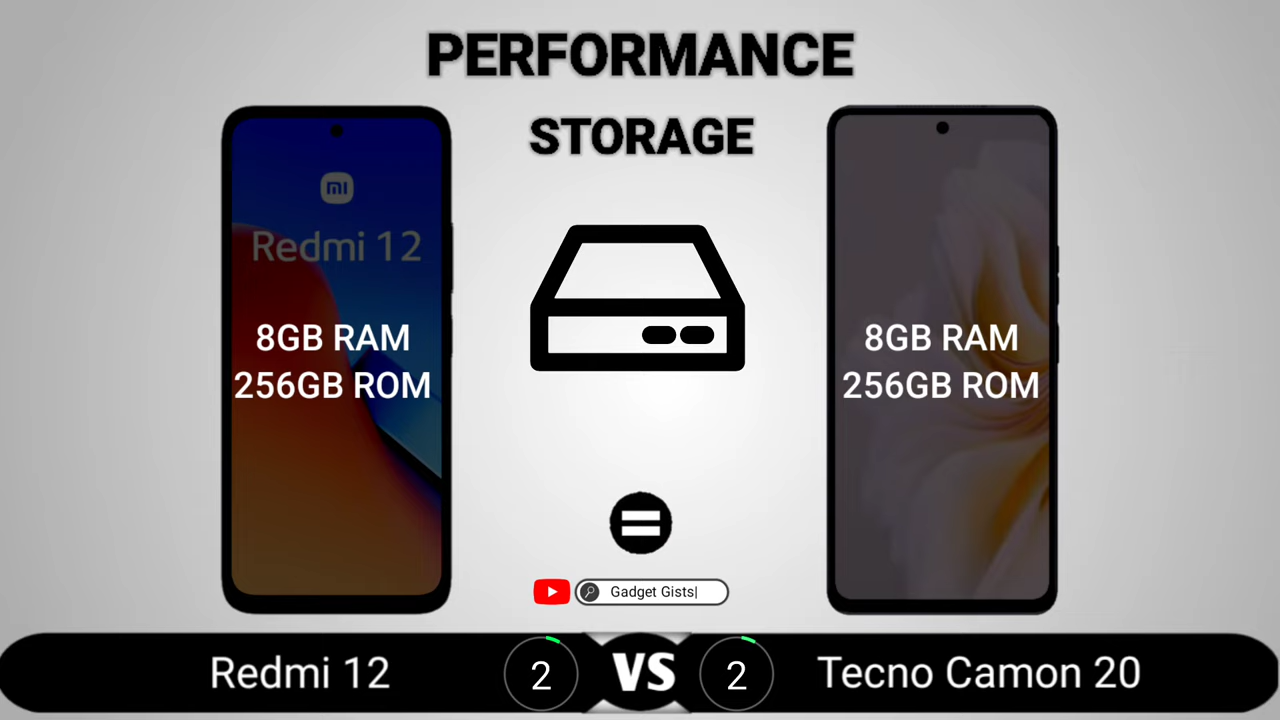 PERFORMANCE
STORAGE
mi
Redmi 12
8GB RAM
256GB ROM
8GB RAM
256GB ROM
Gadget Gists|
Redmi 12
2
VS
2
Tecno Camon 20